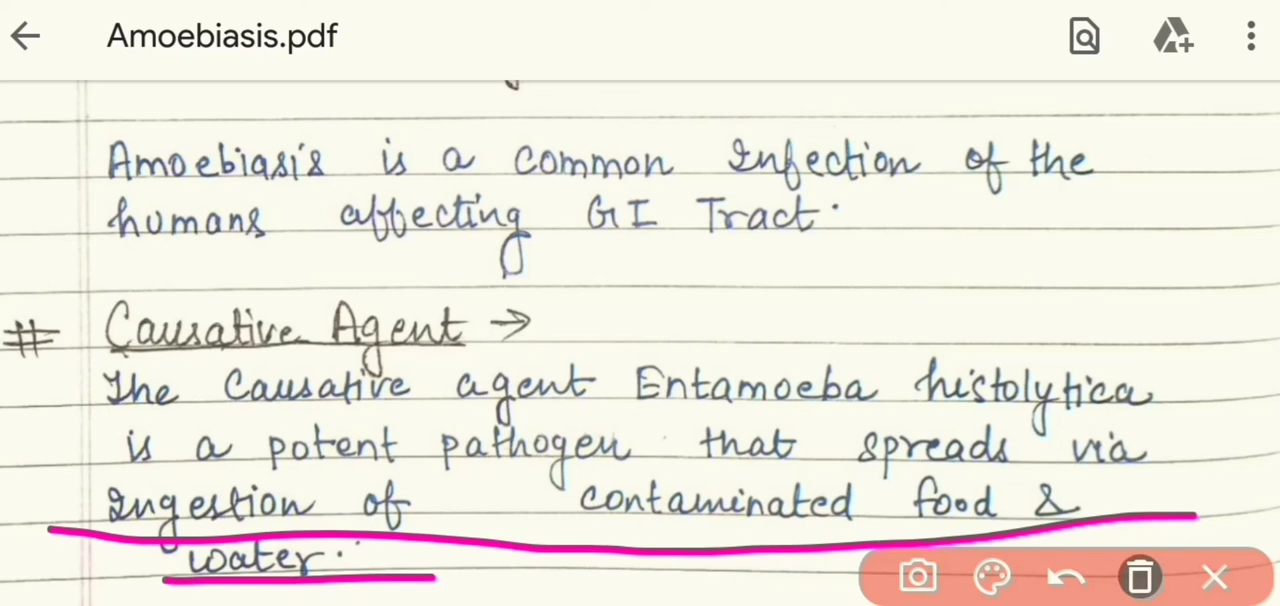 Amoebiasis.pdf
Amoebiasis is a common Infection of the
humans affecting GI Tract.
# Causative Agent →
The Causative agent Entamoeba histolytica
is a potent pathogen that spreads via
Ingestion of contaminated food &
water.